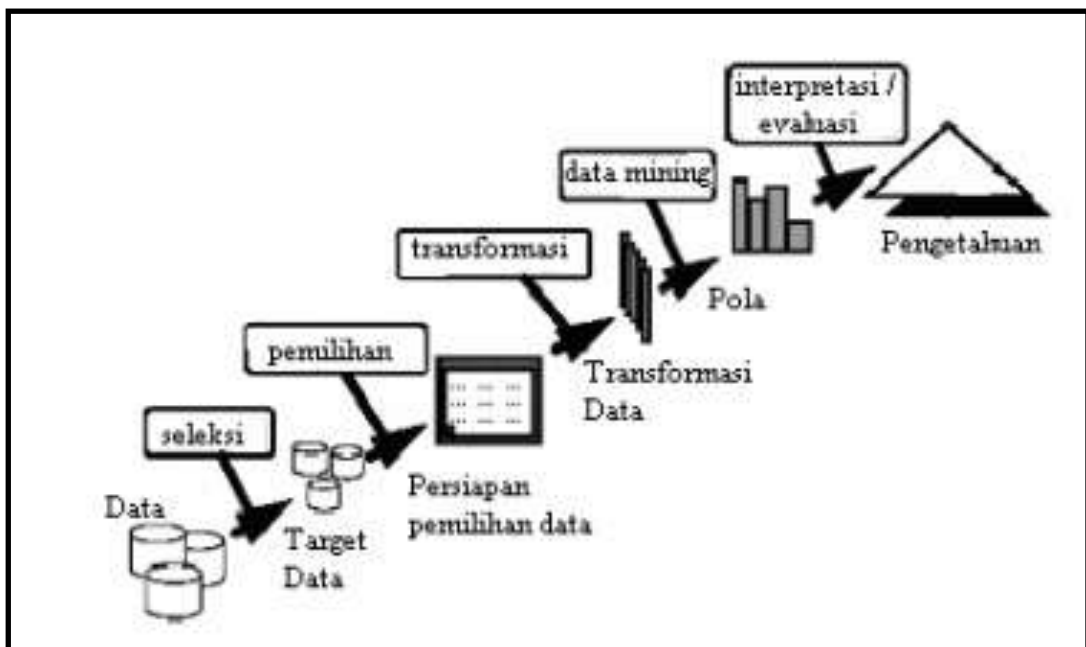 interpretasi /
evaluasi
data mining
Pengetahuan
transformasi
Pola
pemilihan
Transformasi
Data
seleksi
Persiapan
pemilihan data
Data
Target
Data